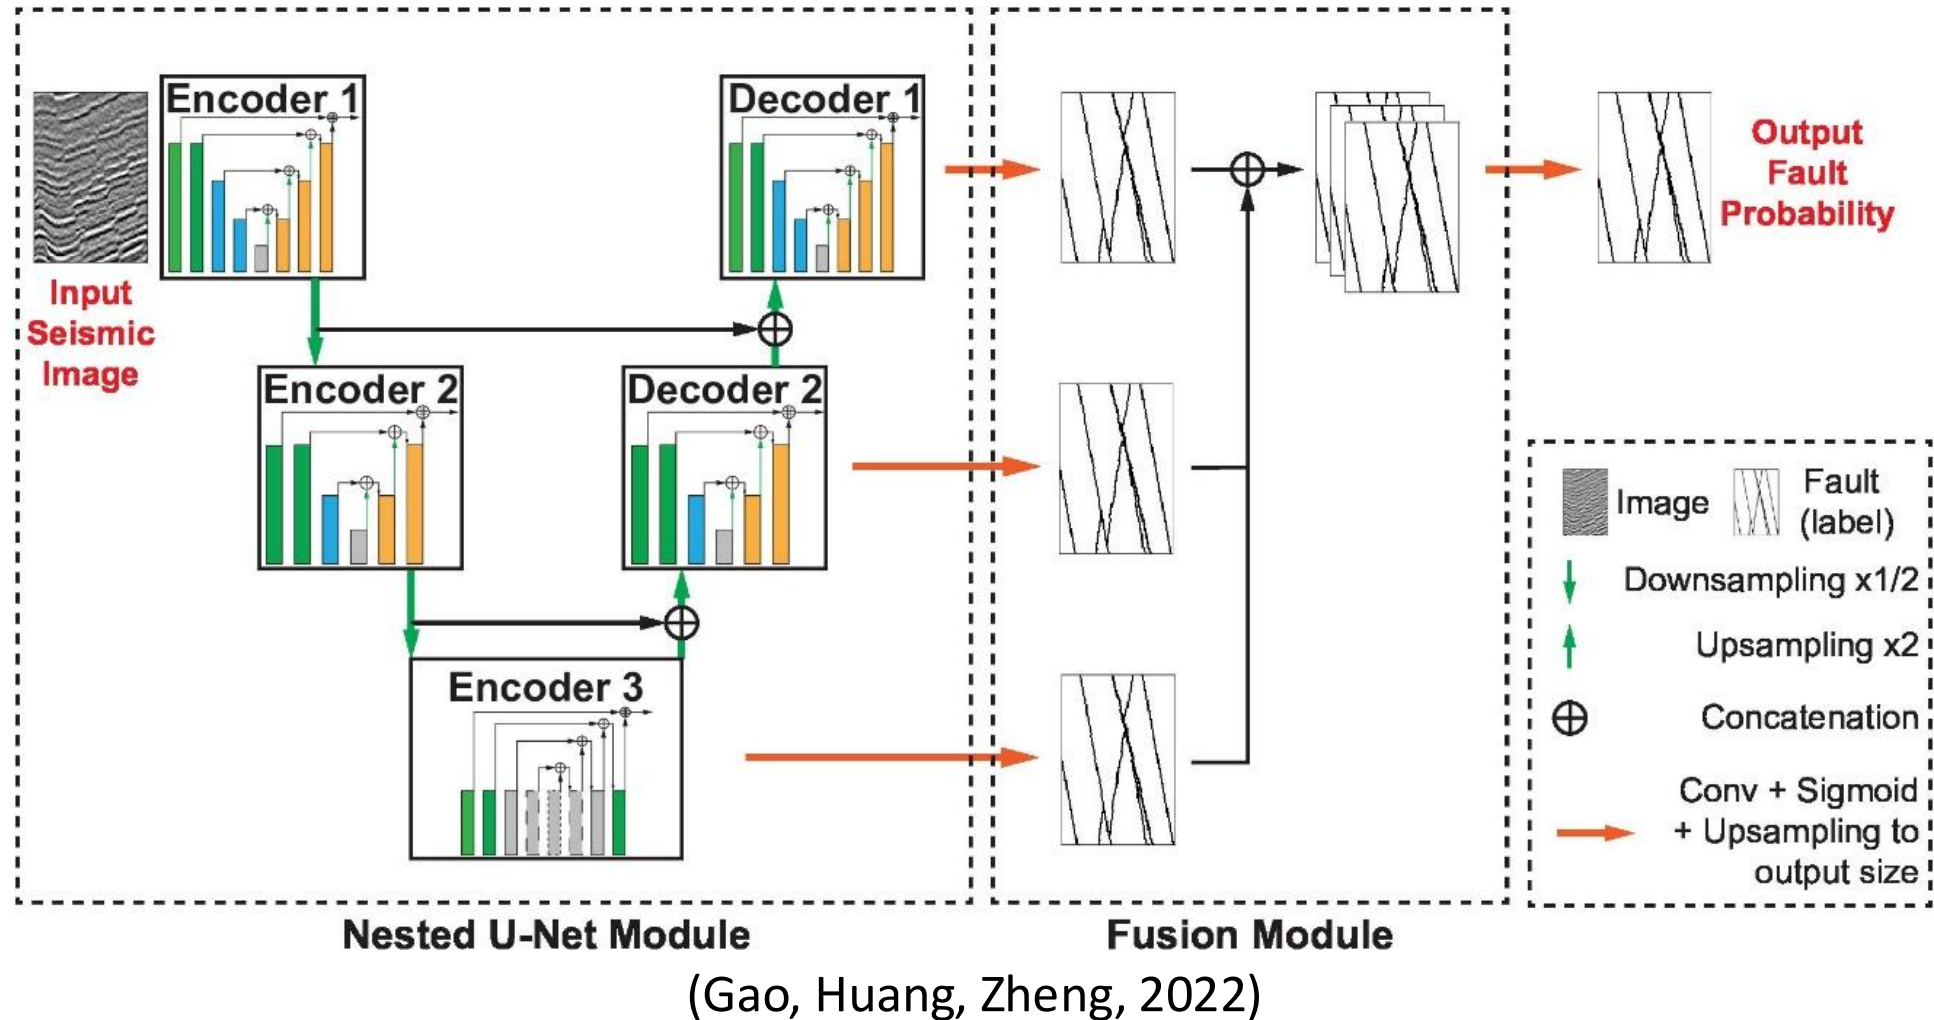 Encoder 1
Decoder 1
Input
Seismic
Image
Output
Fault
Probability
Encoder 2
Decoder 2
Encoder 3
Image
Fault
(label)
Downsampling x1/2
Upsampling x2
Concatenation
Conv + Sigmoid
+ Upsampling to
output size
Nested U-Net Module
Fusion Module
(Gao, Huang, Zheng, 2022)